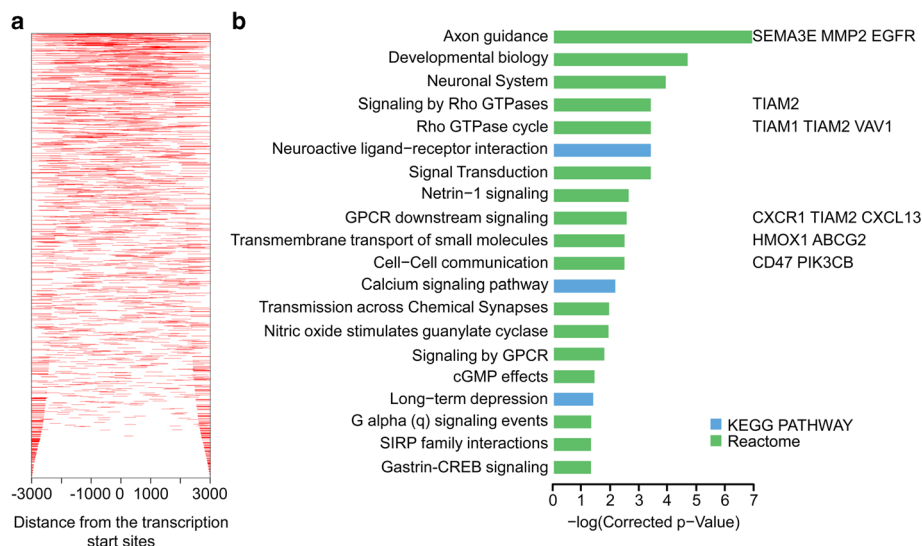 a
-3000 -1000 0 1000 3000
Distance from the transcription
start sites
b
Axon guidance SEMA3E MMP2 EGFR
Developmental biology
Neuronal System
Signaling by Rho GTPases TIAM2
Rho GTPase cycle TIAM1 TIAM2 VAV1
Neuroactive ligand−receptor interaction
Signal Transduction
Netrin−1 signaling
GPCR downstream signaling CXCR1 TIAM2 CXCL13
Transmembrane transport of small molecules HMOX1 ABCG2
Cell−Cell communication CD47 PIK3CB
Calcium signaling pathway
Transmission across Chemical Synapses
Nitric oxide stimulates guanylate cyclase
Signaling by GPCR
cGMP effects
Long−term depression
G alpha (q) signaling events
SIRP family interactions
Gastrin-CREB signaling
KEGG PATHWAY
Reactome
0 1 2 3 4 5 6 7
−log(Corrected p−Value)